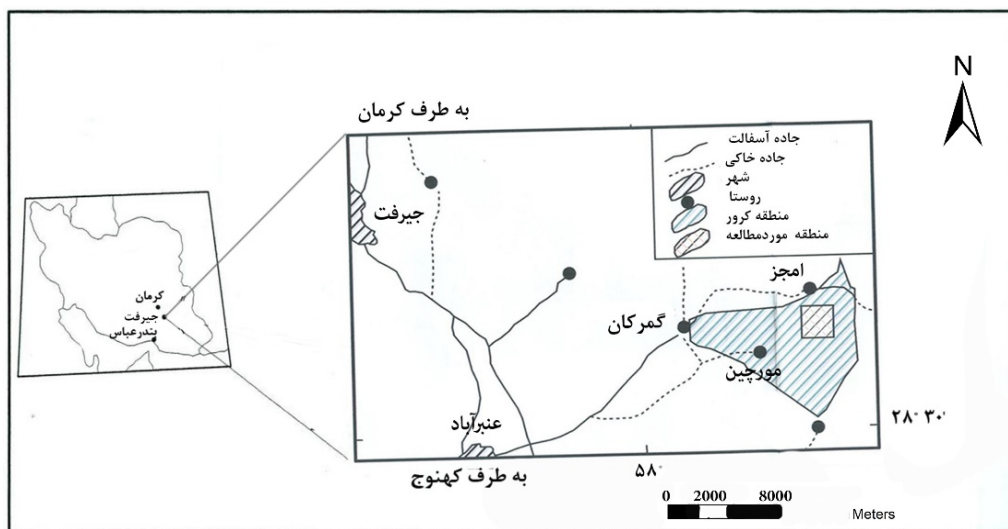 N
به طرف کرمان
جاده آسفالت
جاده خاکی
شهر
روستا
منطقه کرور
منطقه موردمطالعه
جیرفت
امجز
گمرکان
مورچین
عنبرآباد
به طرف کهنوج
کرمان
جیرفت
بندرعباس
۲۸° ۳۰'
۵۸°
0 2000 8000
Meters